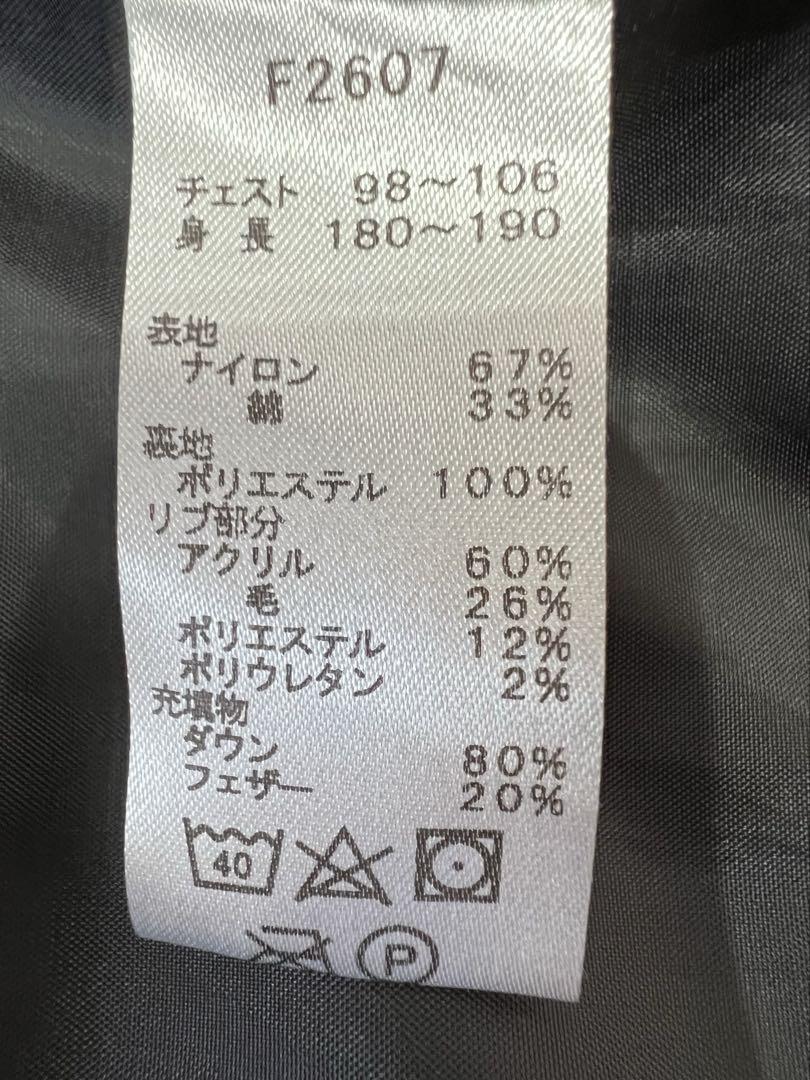 F2607
チェスト 98～106
身長 180～190
表地
ナイロン 67%
綿 33%
裏地
ポリエステル 100%
リブ部分
アクリル 60%
毛 26%
ポリエステル 12%
ポリウレタン 2%
充填物
ダウン 80%
フェザー 20%
40
P